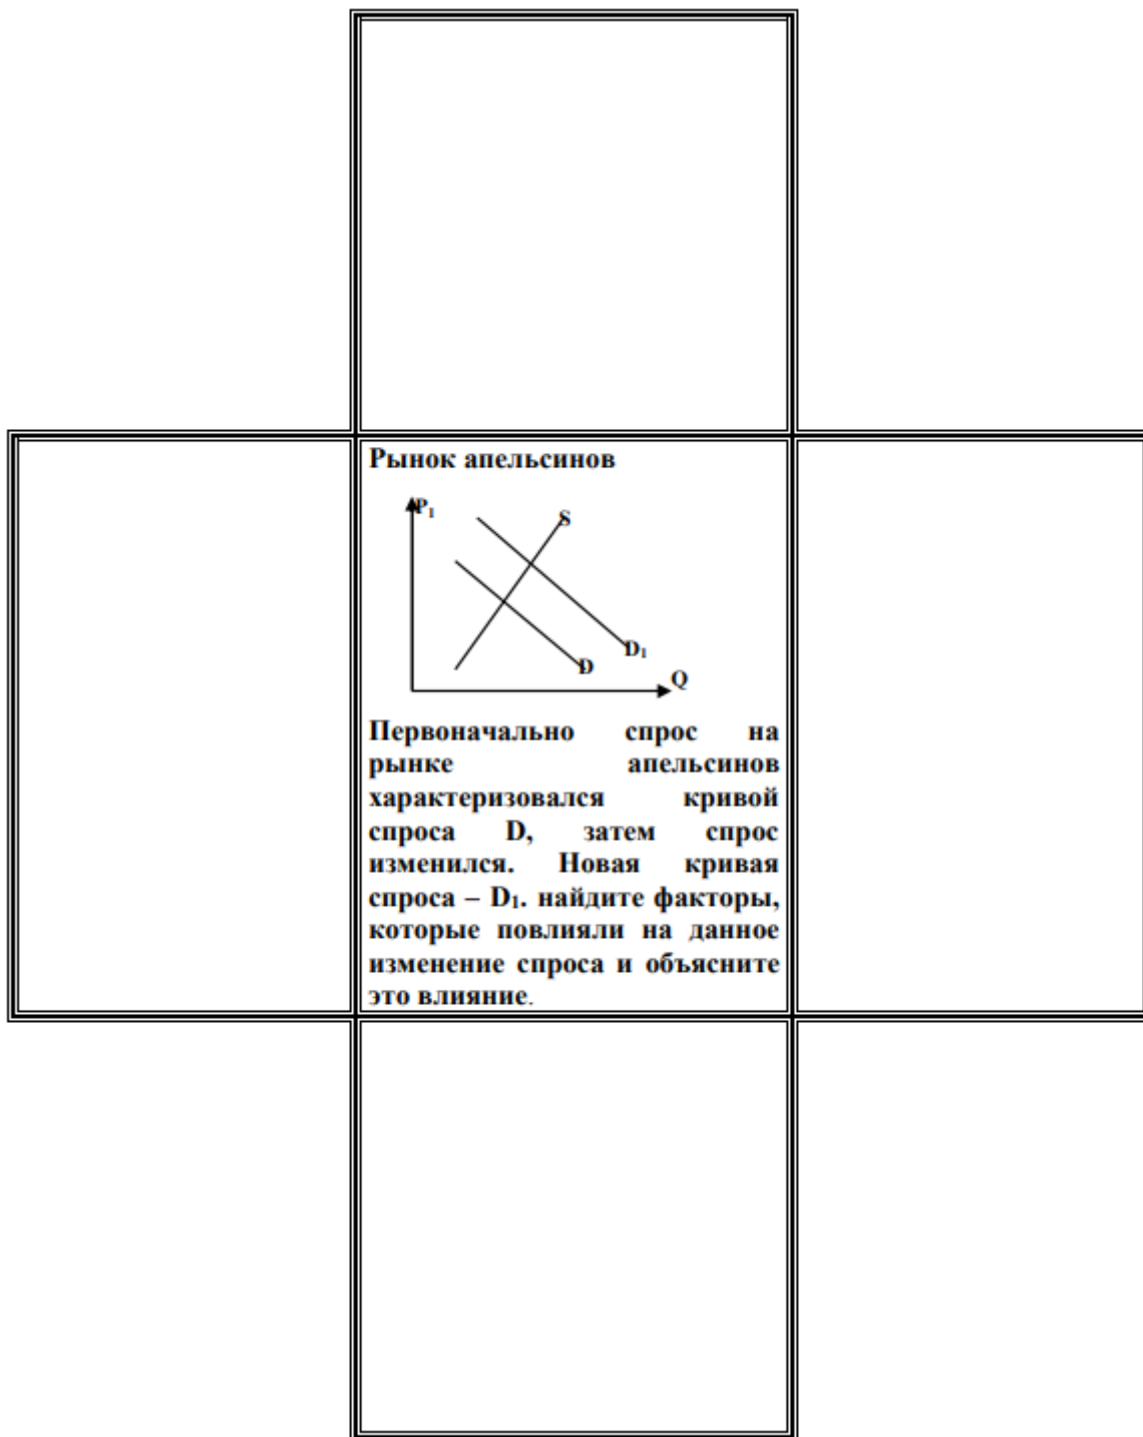 Рынок апельсинов
P₁
S
D₁
D
Q
Первоначально спрос на
рынке апельсинов
характеризовался кривой
спроса D, затем спрос
изменился. Новая кривая
спроса – D₁. найдите факторы,
которые повлияли на данное
изменение спроса и объясните
это влияние.